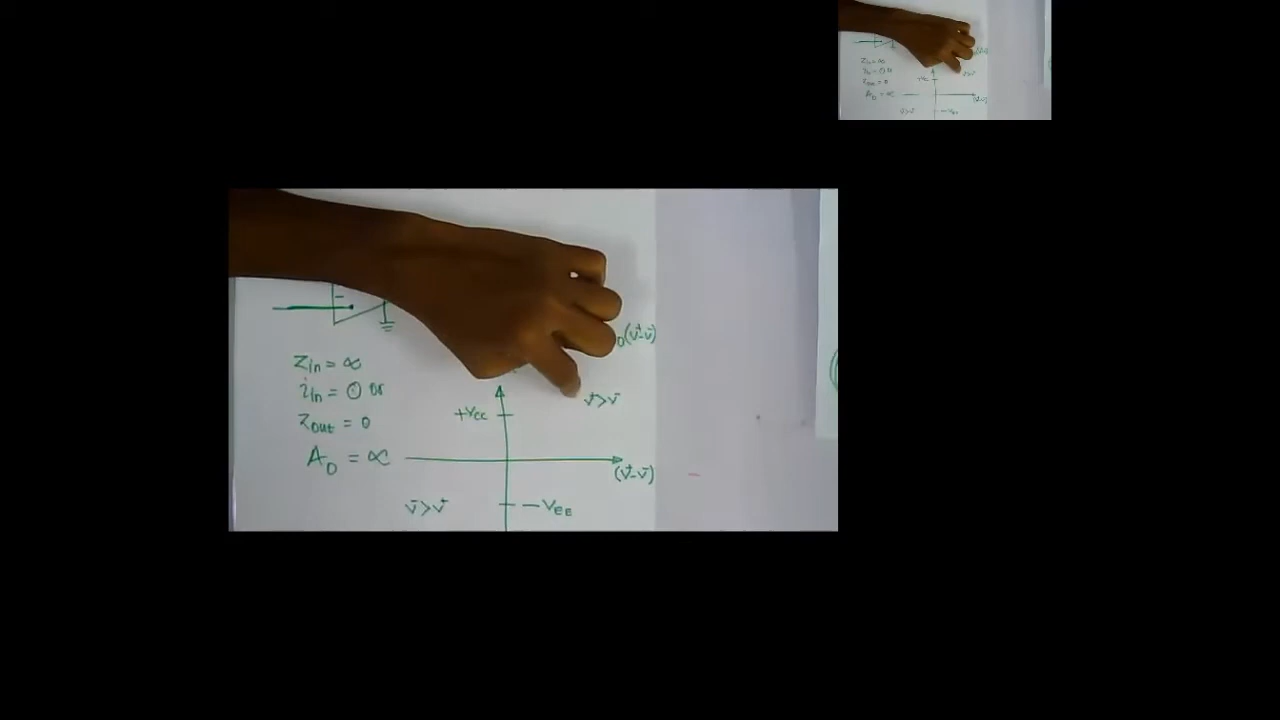 −
(V⁺-V⁻)
Zin = ∝
iin = 0 or
Zout = 0
AD = ∝
V⁺>V⁻
+Vcc
(V⁺-V⁻)
V⁻>V⁺
−VEE